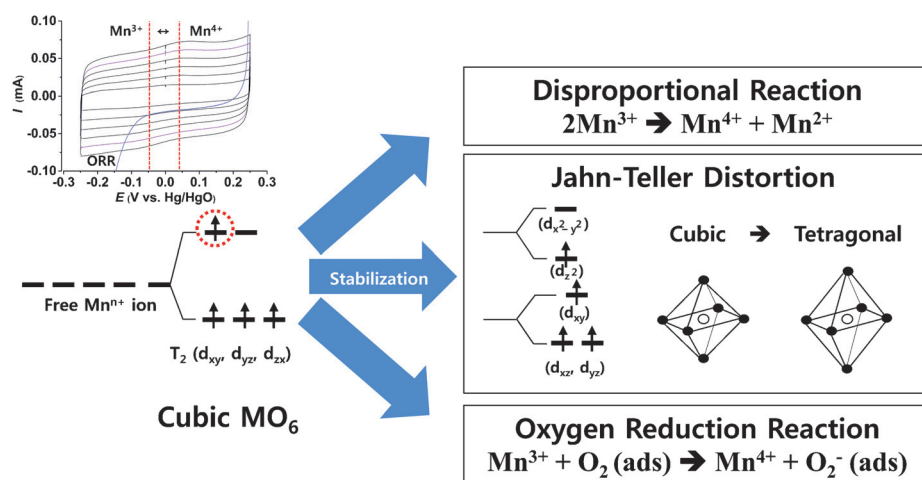 Mn³⁺ ↔ Mn⁴⁺
0.10
0.05
0.00
-0.05
-0.10
I (mA)
ORR
-0.3 -0.2 -0.1 0.0 0.1 0.2 0.3
E (V vs. Hg/HgO)
Free Mnⁿ⁺ ion
T₂ (dxy, dyz, dzx)
Cubic MO₆
Stabilization
Disproportional Reaction
2Mn³⁺ ➔ Mn⁴⁺ + Mn²⁺
Jahn-Teller Distortion
(dx²- y²)
(dz²)
(dxy)
(dxz, dyz)
Cubic ➔ Tetragonal
Oxygen Reduction Reaction
Mn³⁺ + O₂ (ads) ➔ Mn⁴⁺ + O₂⁻ (ads)